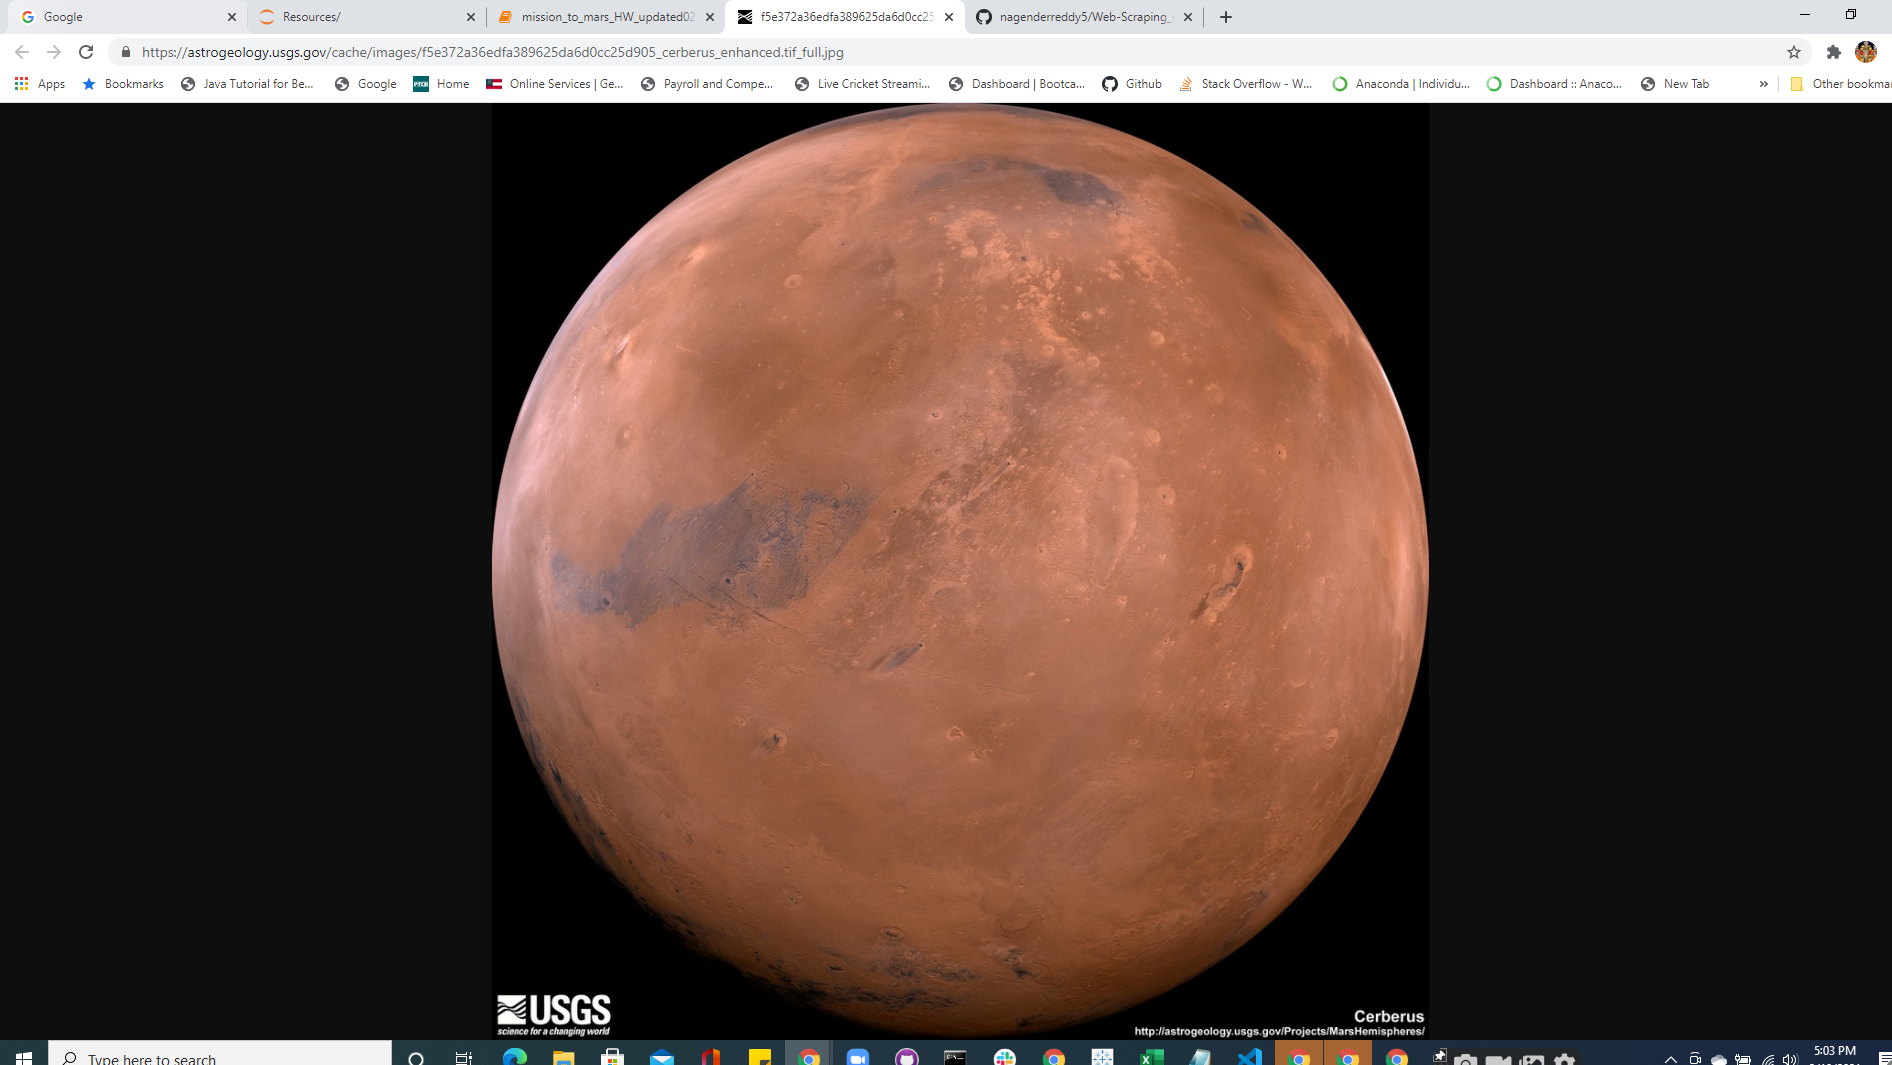 Google
Resources/
mission_to_mars_HW_updated02
f5e372a36edfa389625da6d0cc25
nagenderreddy5/Web-Scraping_
https://astrogeology.usgs.gov/cache/images/f5e372a36edfa389625da6d0cc25d905_cerberus_enhanced.tif_full.jpg
Apps
Bookmarks
Java Tutorial for Be...
Google
PTCB
Home
Online Services | Ge...
Payroll and Compe...
Live Cricket Streami...
Dashboard | Bootca...
Github
Stack Overflow - W...
Anaconda | Individu...
Dashboard :: Anaco...
New Tab
»
Other bookmar
USGS
science for a changing world
Cerberus
http://astrogeology.usgs.gov/Projects/MarsHemispheres/
Type here to search
5:03 PM